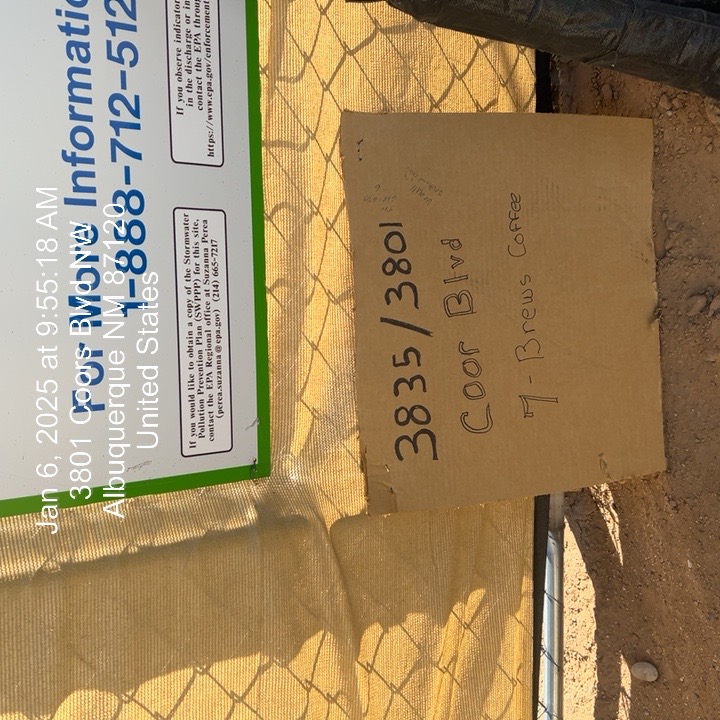 For More Informatio
1-888-712-512
If you observe indicator
in the discharge or in
contact the EPA throug
https://www.epa.gov/enforcement
If you would like to obtain a copy of the Stormwater
Pollution Prevention Plan (SWPPP) for this site,
contact the EPA Regional office at Suzanna Perea
(perea.suzanna@epa.gov) (214) 665-7217
Jan 6, 2025 at 9:55:18 AM
3801 Coors Blvd NW
Albuquerque NM 87120
United States
3835/3801
Coor Blvd
7-Brews Coffee